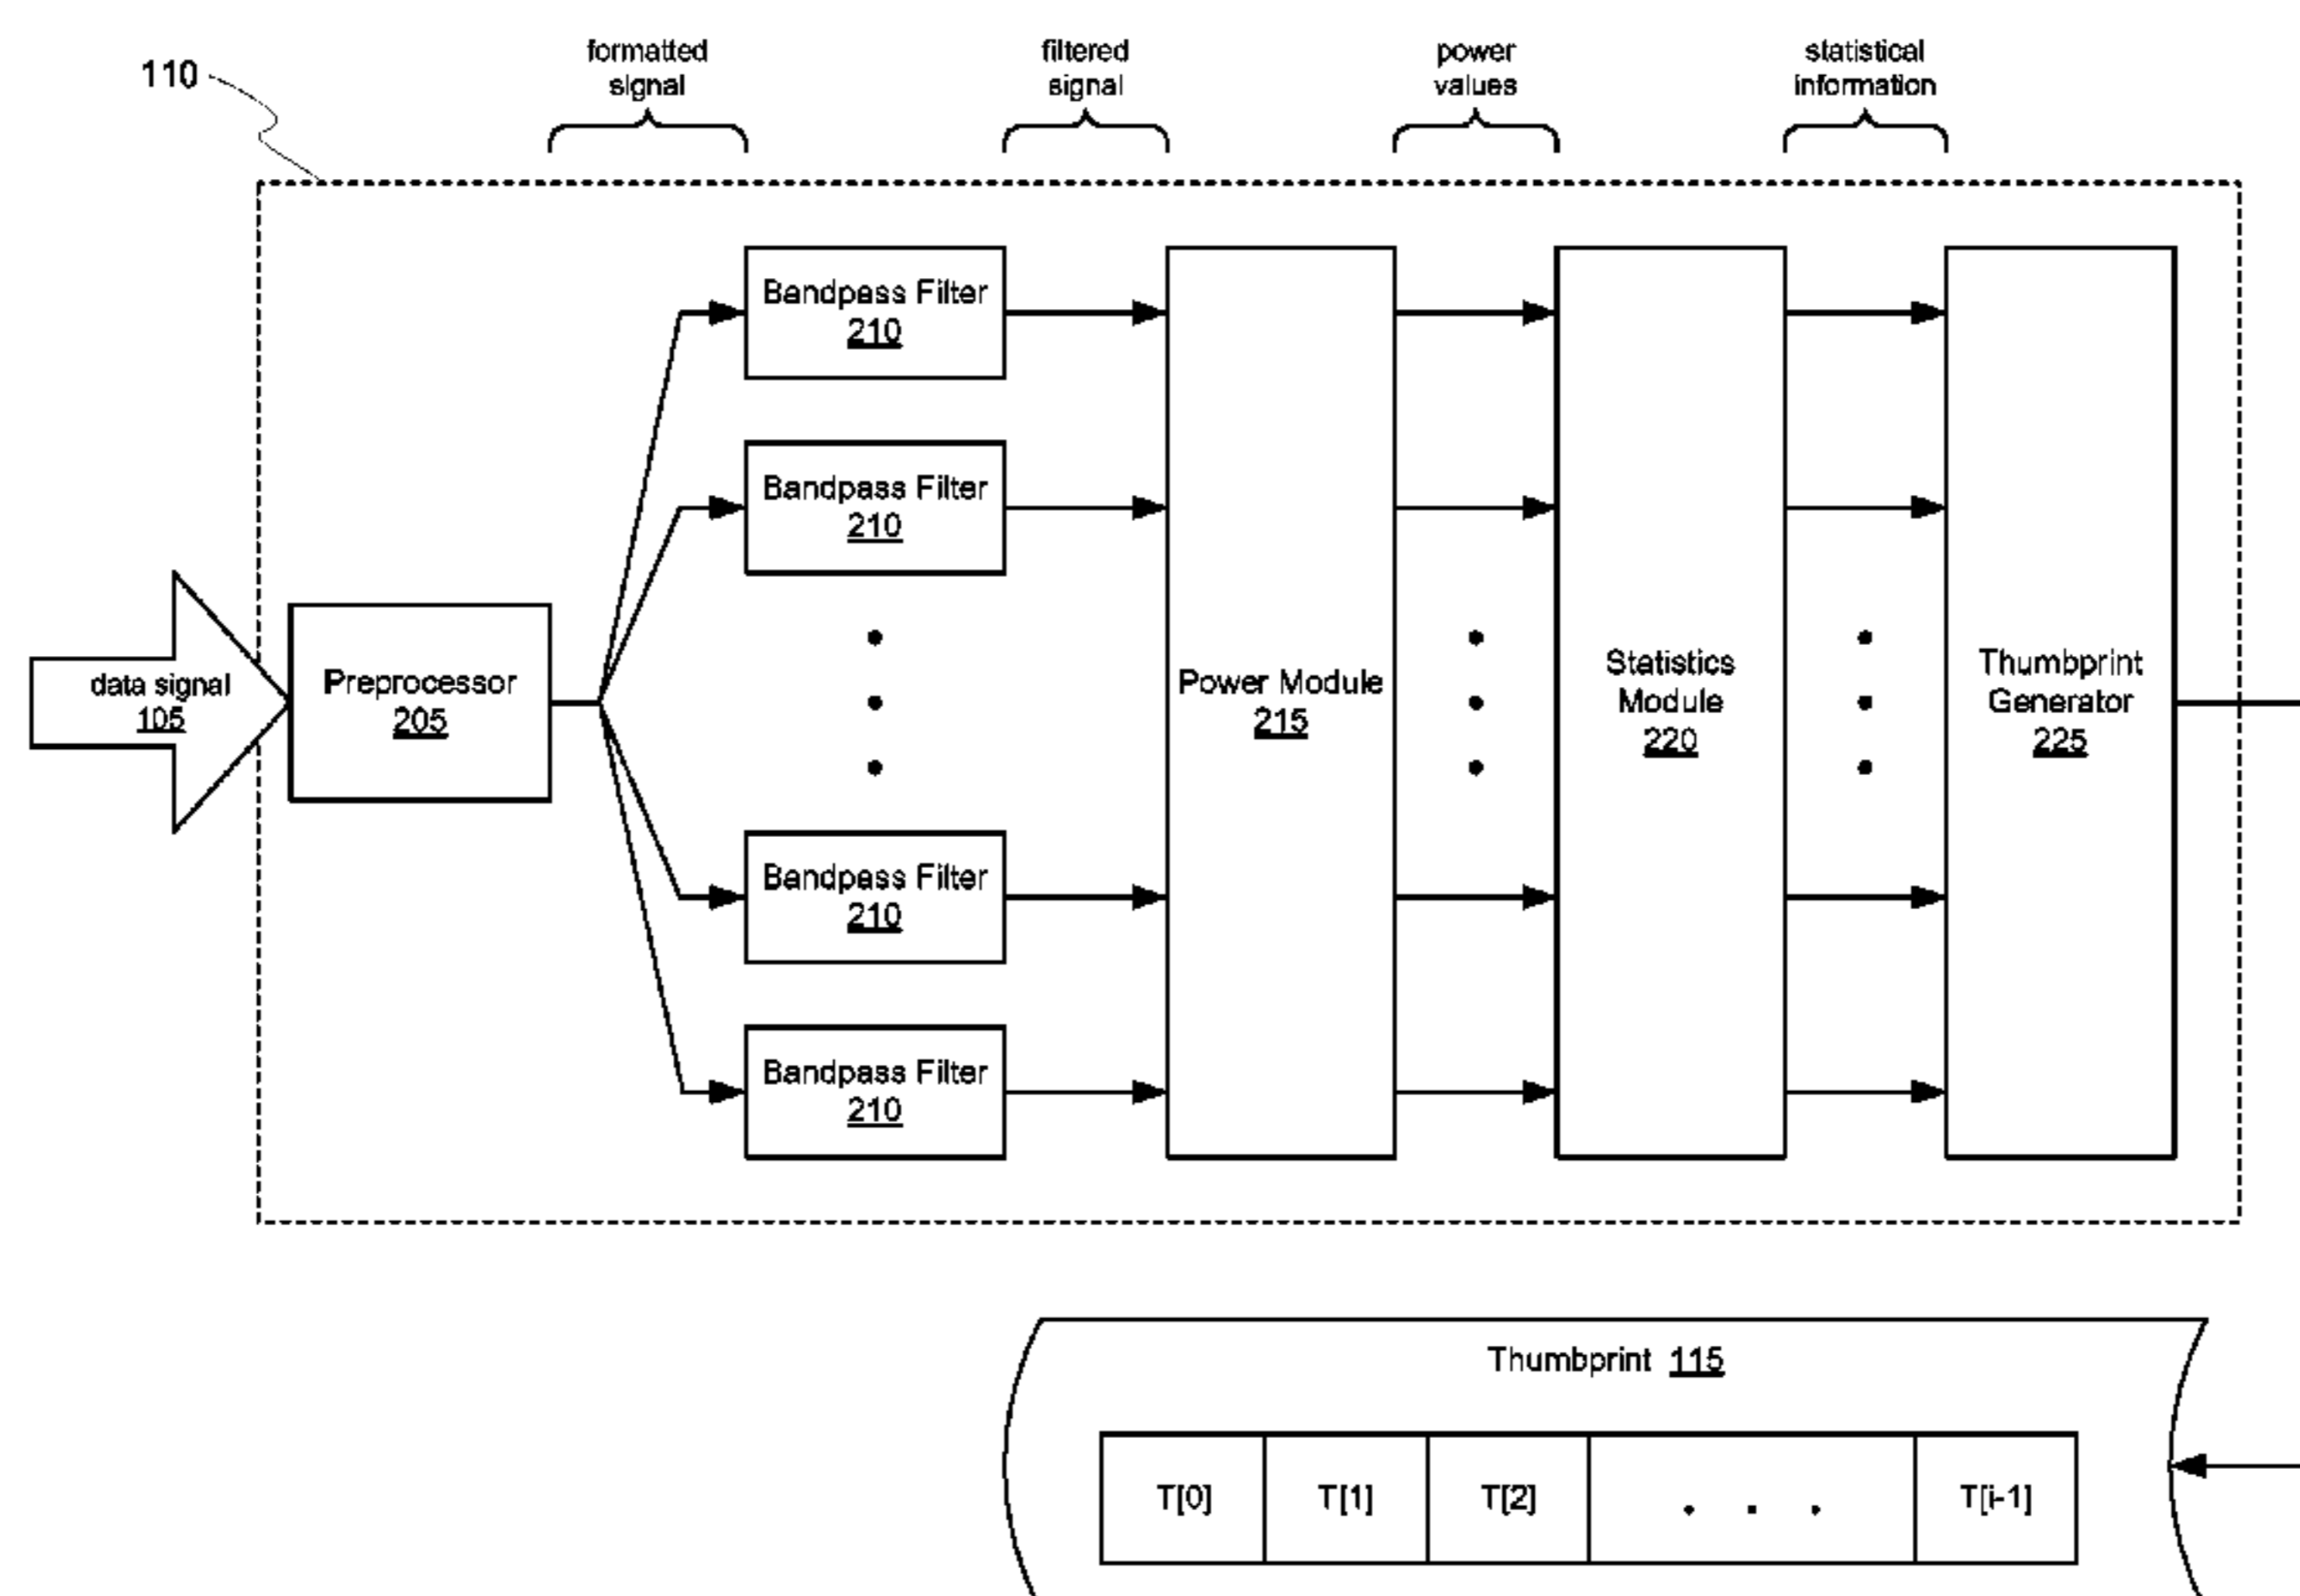 110
formatted
signal
filtered
signal
power
values
statistical
information
data signal
105
Preprocessor
205
Bandpass Filter
210
Bandpass Filter
210
Bandpass Filter
210
Bandpass Filter
210
Power Module
215
Statistics
Module
220
Thumbprint
Generator
225
Thumbprint 115
T[0] T[1] T[2] . . . T[i-1]